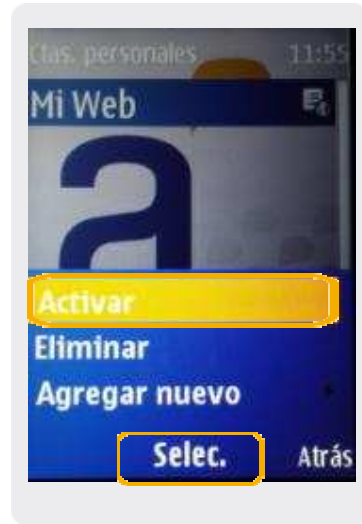 Ctas. personales 11:55
Mi Web
a
Activar
Eliminar
Agregar nuevo
Selec. Atrás